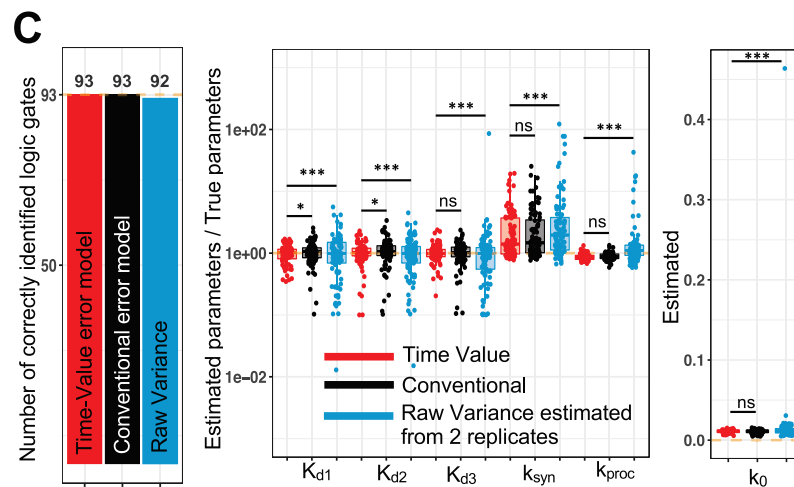 C
Number of correctly identified logic gates
93 93 92
93
50
Time-Value error model
Conventional error model
Raw Variance
Estimated parameters / True parameters
1e+02
1e+00
1e−02
* *** * *** ns *** ns *** ns ***
Time Value
Conventional
Raw Variance estimated
from 2 replicates
Kd1 Kd2 Kd3 ksyn kproc
Estimated
0.4
0.3
0.2
0.1
0.0
***
ns
k0